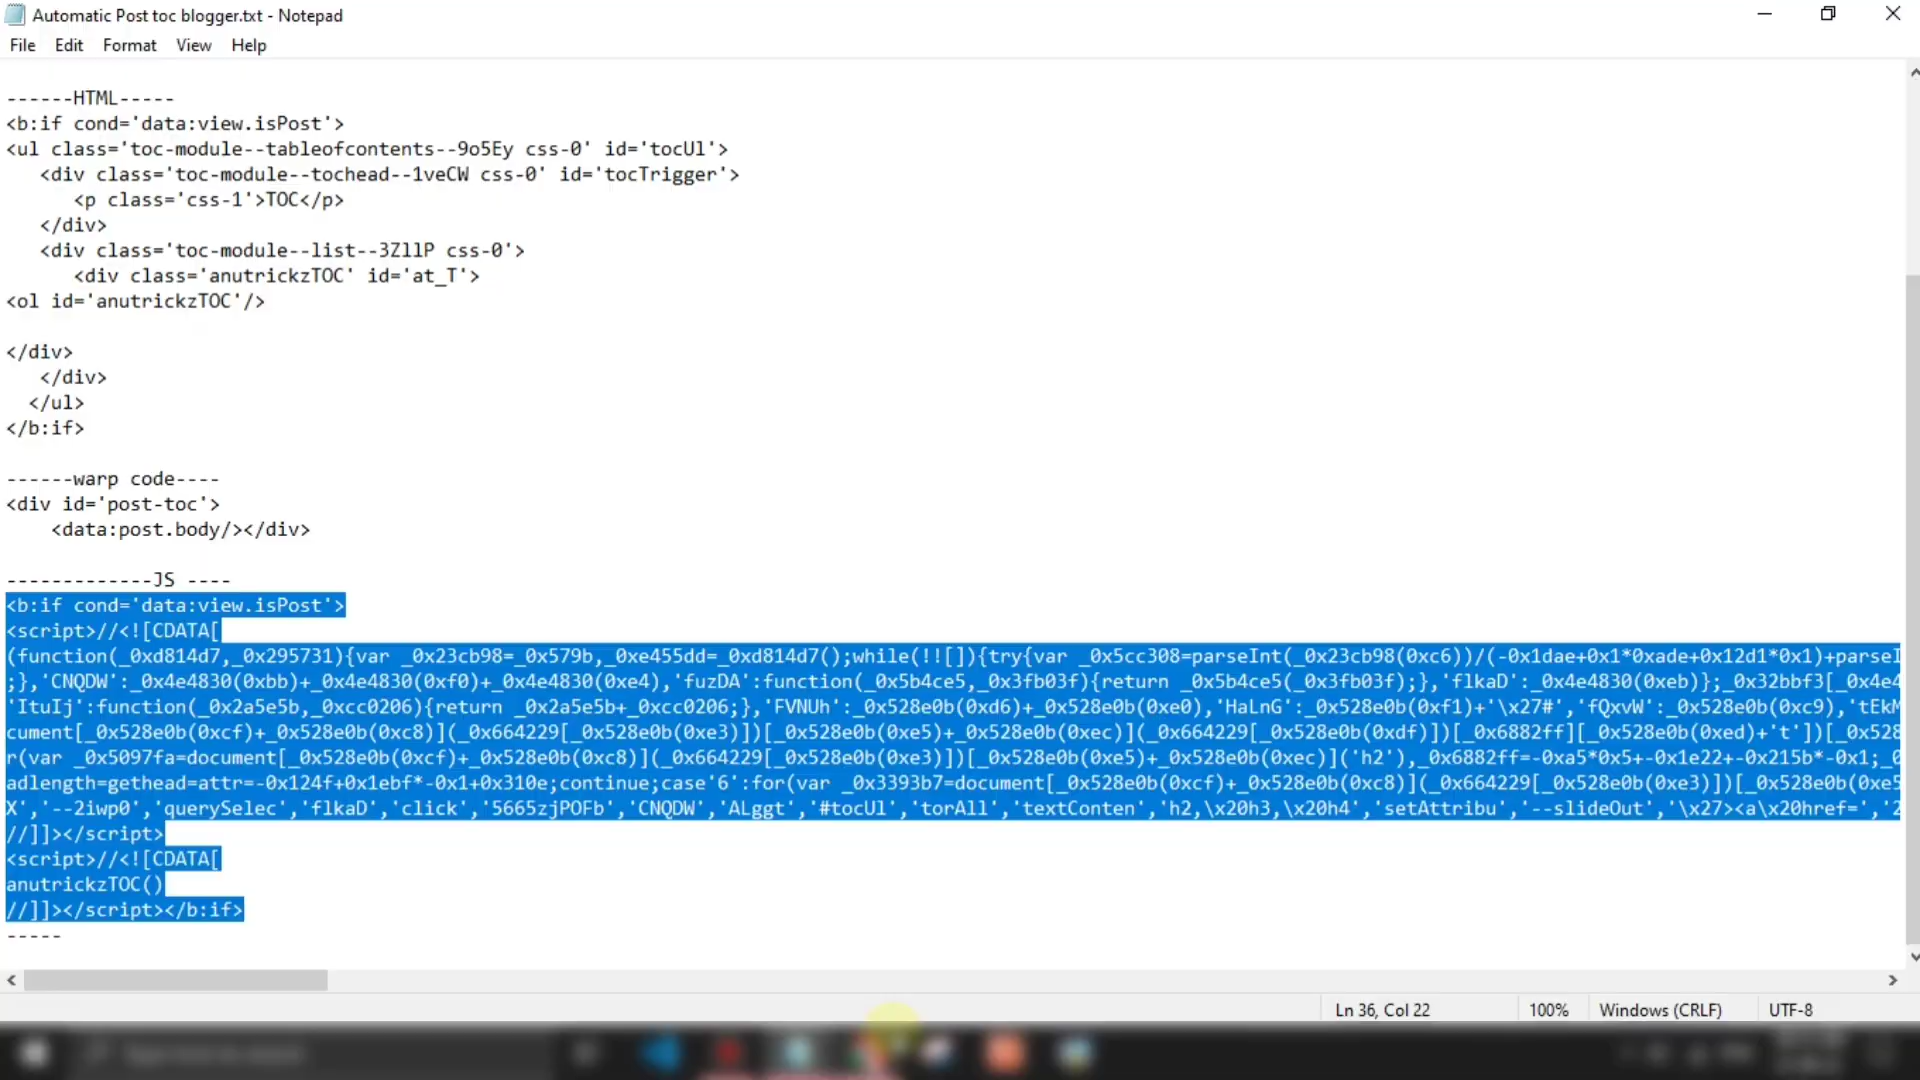 Automatic Post toc blogger.txt - Notepad
File Edit Format View Help
------HTML-----
<b:if cond='data:view.isPost'>
<ul class='toc-module--tableofcontents--9o5Ey css-0' id='tocUl'>
<div class='toc-module--tochead--1veCW css-0' id='tocTrigger'>
<p class='css-1'>TOC</p>
</div>
<div class='toc-module--list--3ZllP css-0'>
<div class='anutrickzTOC' id='at_T'>
<ol id='anutrickzTOC'/>
</div>
</div>
</ul>
</b:if>
------warp code----
<div id='post-toc'>
<data:post.body/></div>
-------------JS ----
<b:if cond='data:view.isPost'>
<script>//<![CDATA[
(function(_0xd814d7,_0x295731){var _0x23cb98=_0x579b,_0xe455dd=_0xd814d7();while(!![]){try{var _0x5cc308=parseInt(_0x23cb98(0xc6))/(-0x1dae+0x1*0xade+0x12d1*0x1)+parseI
;},'CNQDW':_0x4e4830(0xbb)+_0x4e4830(0xf0)+_0x4e4830(0xe4),'fuzDA':function(_0x5b4ce5,_0x3fb03f){return _0x5b4ce5(_0x3fb03f);},'flkaD':_0x4e4830(0xeb)};_0x32bbf3[_0x4e4
'ItuIj':function(_0x2a5e5b,_0xcc0206){return _0x2a5e5b+_0xcc0206;},'FVNUh':_0x528e0b(0xd6)+_0x528e0b(0xe0),'HaLnG':_0x528e0b(0xf1)+'\x27#','fQxvW':_0x528e0b(0xc9),'tEkM
cument[_0x528e0b(0xcf)+_0x528e0b(0xc8)](_0x664229[_0x528e0b(0xe3)])[_0x528e0b(0xe5)+_0x528e0b(0xec)](_0x664229[_0x528e0b(0xdf)])[_0x6882ff][_0x528e0b(0xed)+'t'])[_0x528
r(var _0x5097fa=document[_0x528e0b(0xcf)+_0x528e0b(0xc8)](_0x664229[_0x528e0b(0xe3)])[_0x528e0b(0xe5)+_0x528e0b(0xec)]('h2'),_0x6882ff=-0xa5*0x5+-0x1e22+-0x215b*-0x1;_0
adlength=gethead=attr=-0x124f+0x1ebf*-0x1+0x310e;continue;case'6':for(var _0x3393b7=document[_0x528e0b(0xcf)+_0x528e0b(0xc8)](_0x664229[_0x528e0b(0xe3)])[_0x528e0b(0xe5
X','--2iwp0','querySelec','flkaD','click','5665zjPOFb','CNQDW','ALggt','#tocUl','torAll','textConten','h2,\x20h3,\x20h4','setAttribu','--slideOut','\x27><a\x20href=','2
//]]></script>
<script>//<![CDATA[
anutrickzTOC()
//]]></script></b:if>
-----
Ln 36, Col 22 100% Windows (CRLF) UTF-8